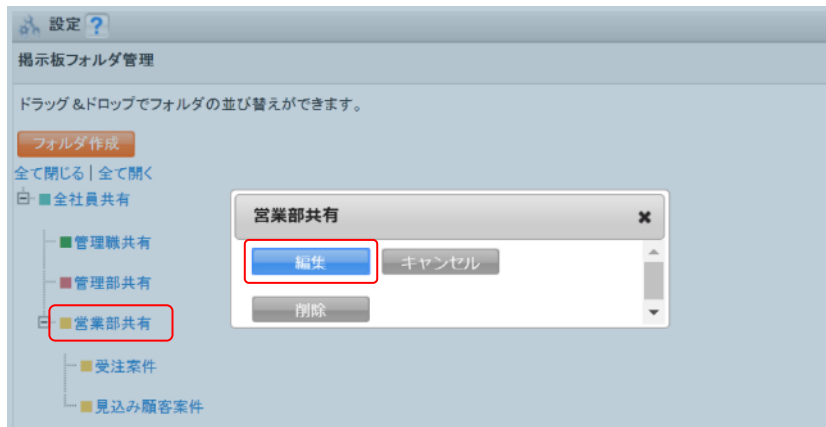 設定 ?
掲示板フォルダ管理
ドラッグ &ドロップでフォルダの並び替えができます。
フォルダ作成
全て閉じる | 全て開く
全社員共有
管理職共有
管理部共有
営業部共有
受注案件
見込み顧客案件
営業部共有 ×
編集 キャンセル
削除